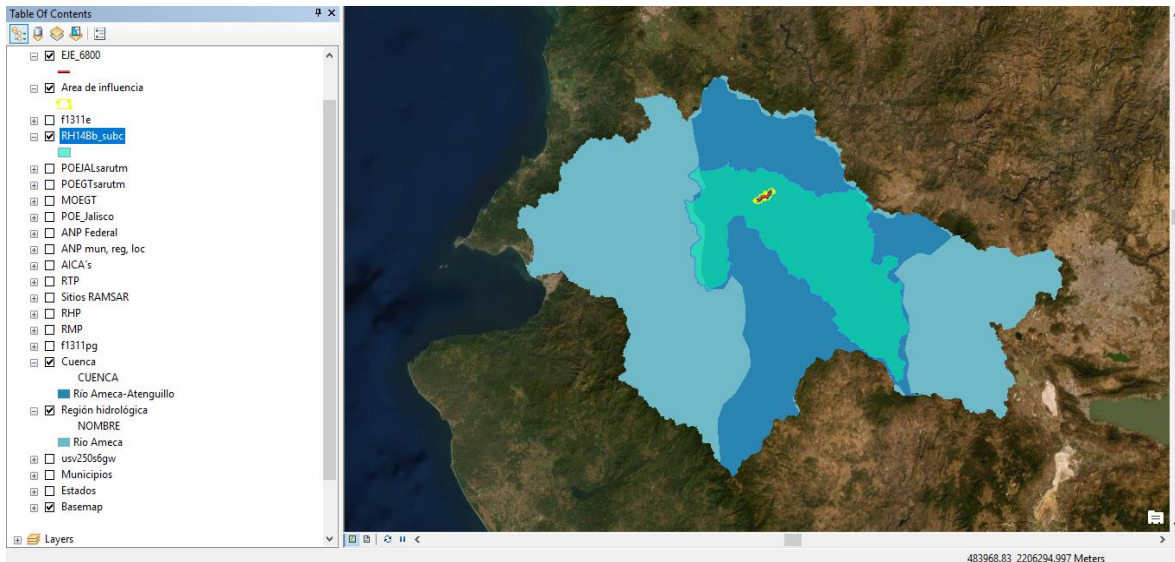 Table Of Contents
EJE_6800
Area de influencia
f1311e
RH14Bb_subc
POEJALsarutm
POEGTsarutm
MOEGT
POE_Jalisco
ANP Federal
ANP mun, reg, loc
AICA´s
RTP
Sitios RAMSAR
RHP
RMP
f1311pg
Cuenca
CUENCA
Río Ameca-Atenguillo
Región hidrológica
NOMBRE
Rio Ameca
usv250s6gw
Municipios
Estados
Basemap
Layers
483968.83 2206294.997 Meters